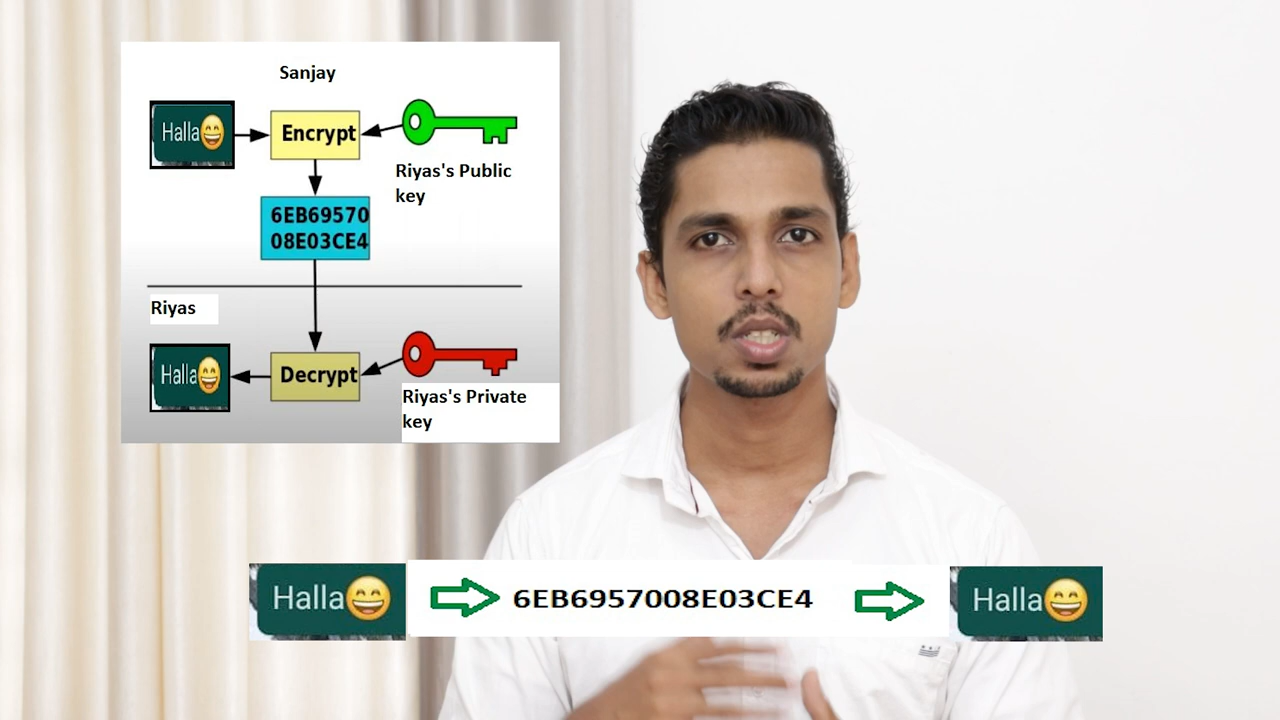 Sanjay
Halla😄
Encrypt
Riyas's Public
key
6EB69570
08E03CE4
Riyas
Halla😄
Decrypt
Riyas's Private
key
Halla😄
6EB6957008E03CE4
Halla😄